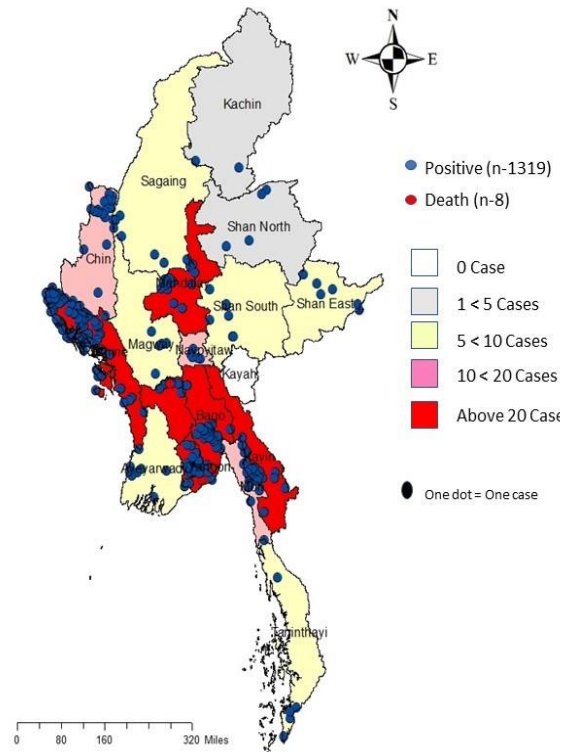 N
W E
S
Kachin
Positive (n-1319)
Sagaing
Death (n-8)
Shan North
Chin
0 Case
1 < 5 Cases
Shan South
Shan East
5 < 10 Cases
Magway
Naypyitaw
10 < 20 Cases
Kayah
Above 20 Case
Bago
One dot = One case
Tanintharyi
0 80 160 320 Miles